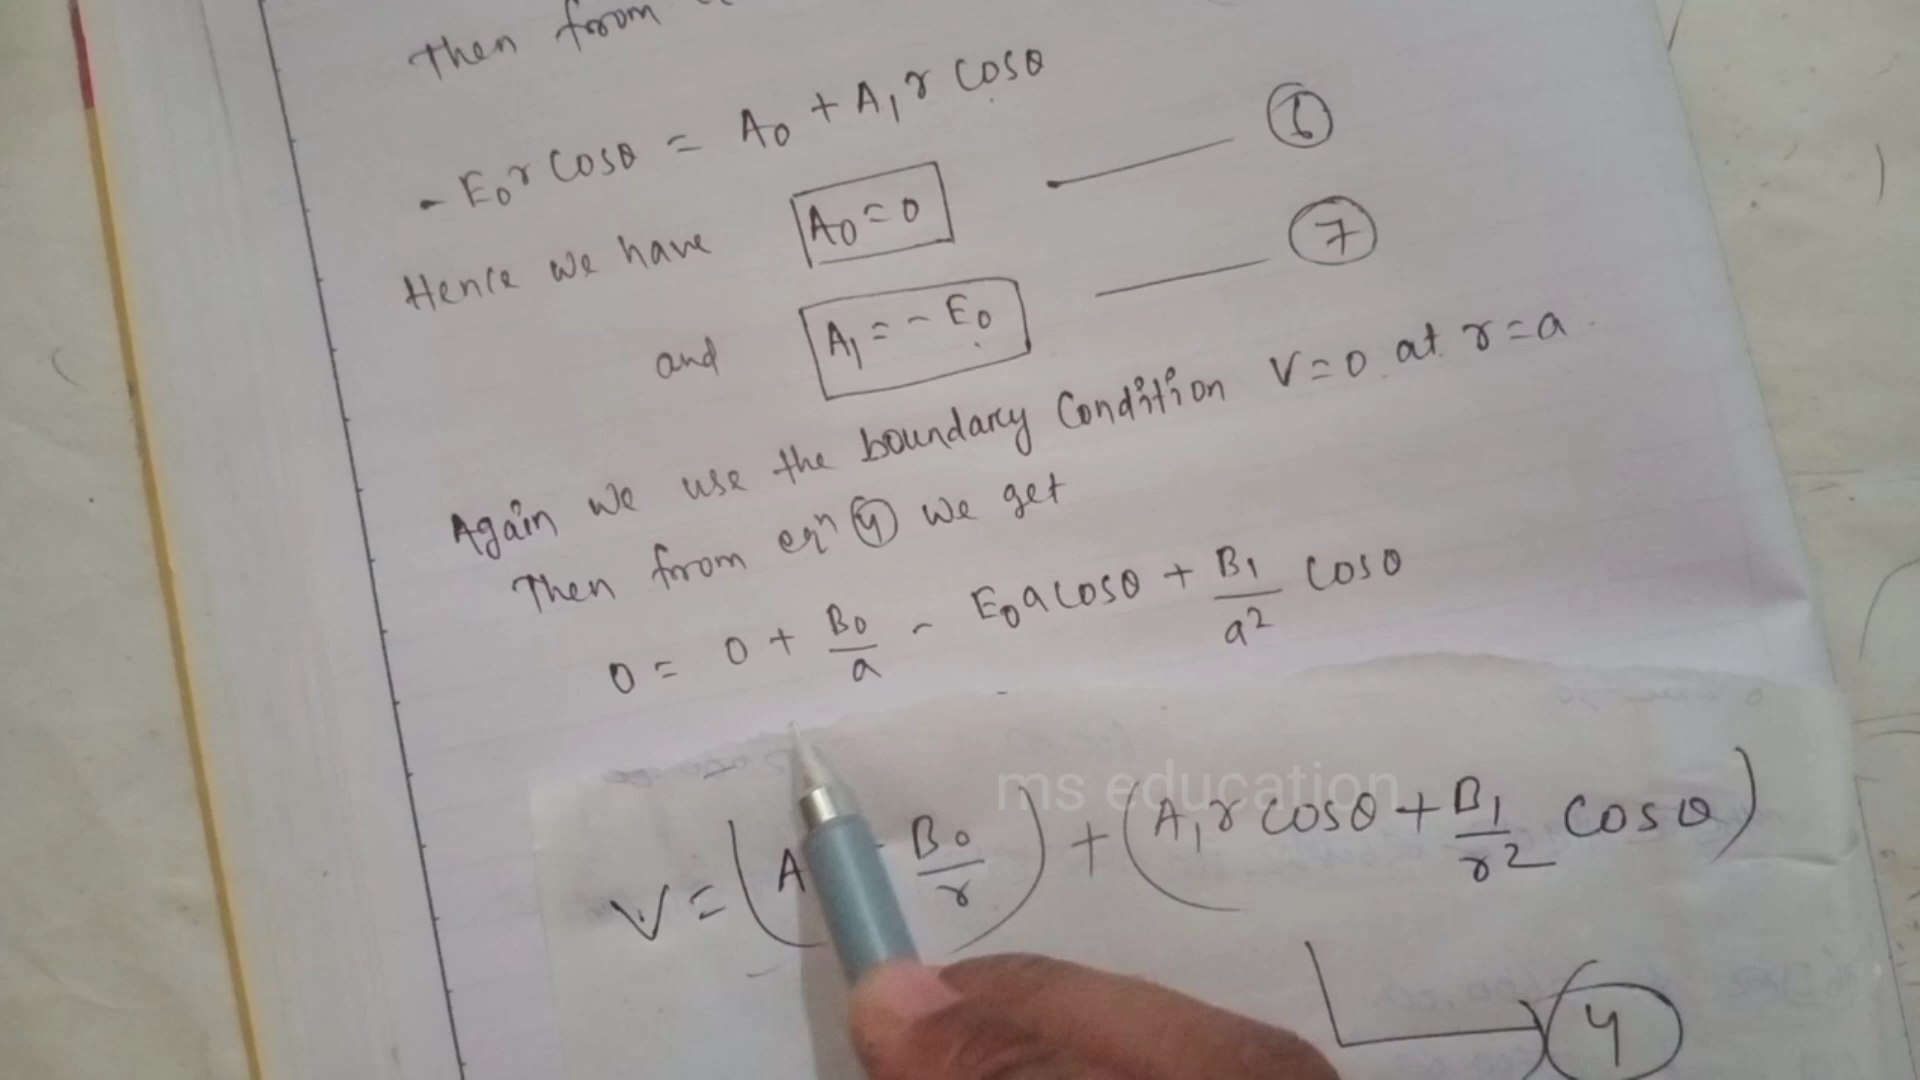 Then from
- E₀r Cosθ = A₀ + A₁r Cosθ
6
Hence we have A₀ = 0
7
and A₁ = - E₀
Again we use the boundary Condition V = 0 at r = a
Then from eqⁿ 4 we get
0 = 0 + B₀/a - E₀a Cosθ + B₁/a² Cosθ
ms education
V = (A B₀/r) + (A₁r Cosθ + B₁/r² Cosθ)
4